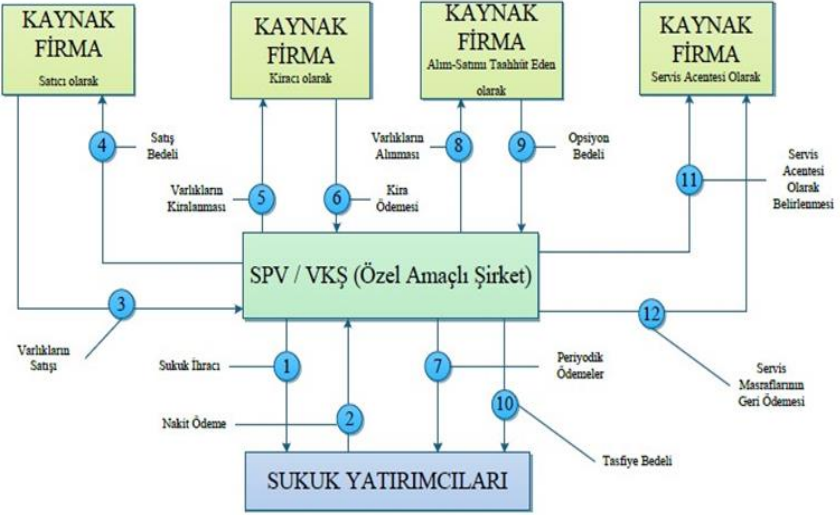 KAYNAK
FİRMA
Satıcı olarak
KAYNAK
FİRMA
Kiracı olarak
KAYNAK
FİRMA
Alım-Satımı Taahhüt Eden
olarak
KAYNAK
FİRMA
Servis Acentesi Olarak
4
Satış
Bedeli
Varlıkların
Kiralanması
5
6
Kira
Ödemesi
Varlıkların
Alınması
8
9
Opsiyon
Bedeli
11
Servis
Acentesi
Olarak
Belirlenmesi
SPV / VKŞ (Özel Amaçlı Şirket)
3
Varlıkların
Satışı
12
Servis
Masraflarının
Geri Ödemesi
Sukuk İhracı
1
Nakit Ödeme
2
7
Periyodik
Ödemeler
10
Tasfiye Bedeli
SUKUK YATIRIMCILARI